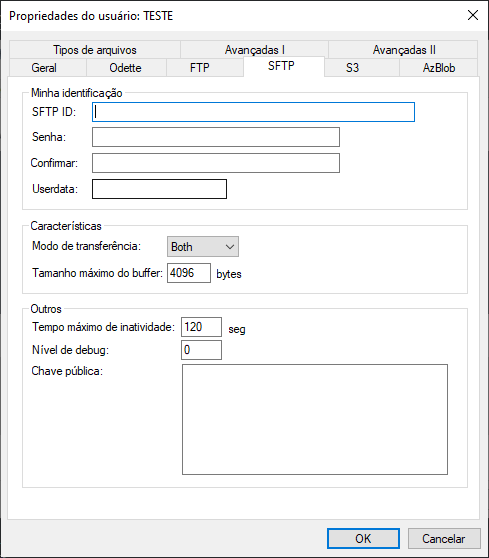 Propriedades do usuário: TESTE
Tipos de arquivos Avançadas I Avançadas II
Geral Odette FTP SFTP S3 AzBlob
Minha identificação
SFTP ID:
Senha:
Confirmar:
Userdata:
Características
Modo de transferência: Both
Tamanho máximo do buffer: 4096 bytes
Outros
Tempo máximo de inatividade: 120 seg
Nível de debug: 0
Chave pública:
OK Cancelar